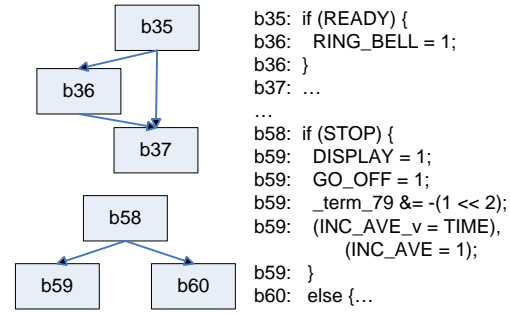 b35
b36
b37
b58
b59
b60
b35: if (READY) {
b36: RING_BELL = 1;
b36: }
b37: …
…
b58: if (STOP) {
b59: DISPLAY = 1;
b59: GO_OFF = 1;
b59: _term_79 &= -(1 << 2);
b59: (INC_AVE_v = TIME),
(INC_AVE = 1);
b59: }
b60: else {…